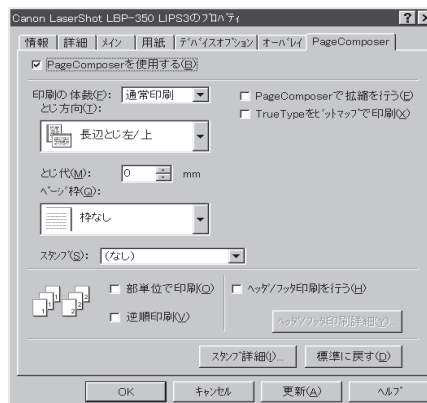 Canon LaserShot LBP-350 LIPS3のﾌﾟﾛﾊﾟﾃｨ
情報 詳細 ﾒｲﾝ 用紙 ﾃﾞﾊﾞｲｽｵﾌﾟｼｮﾝ ｵｰﾊﾞﾚｲ PageComposer
PageComposerを使用する(B)
印刷の体裁(F): 通常印刷
PageComposerで拡縮を行う(E)
とじ方向(T):
TrueTypeをﾋﾞｯﾄﾏｯﾌﾟで印刷(X)
長辺とじ左/上
とじ代(M): 0 mm
ﾍﾟｰｼﾞ枠(G):
枠なし
ｽﾀﾝﾌﾟ(S): (なし)
部単位で印刷(O)
ﾍｯﾀﾞ/ﾌｯﾀ印刷を行う(H)
逆順印刷(V)
ﾍｯﾀﾞ/ﾌｯﾀ印刷詳細(Y)...
ｽﾀﾝﾌﾟ詳細(I)... 標準に戻す(D)
OK ｷｬﾝｾﾙ 更新(A) ﾍﾙﾌﾟ